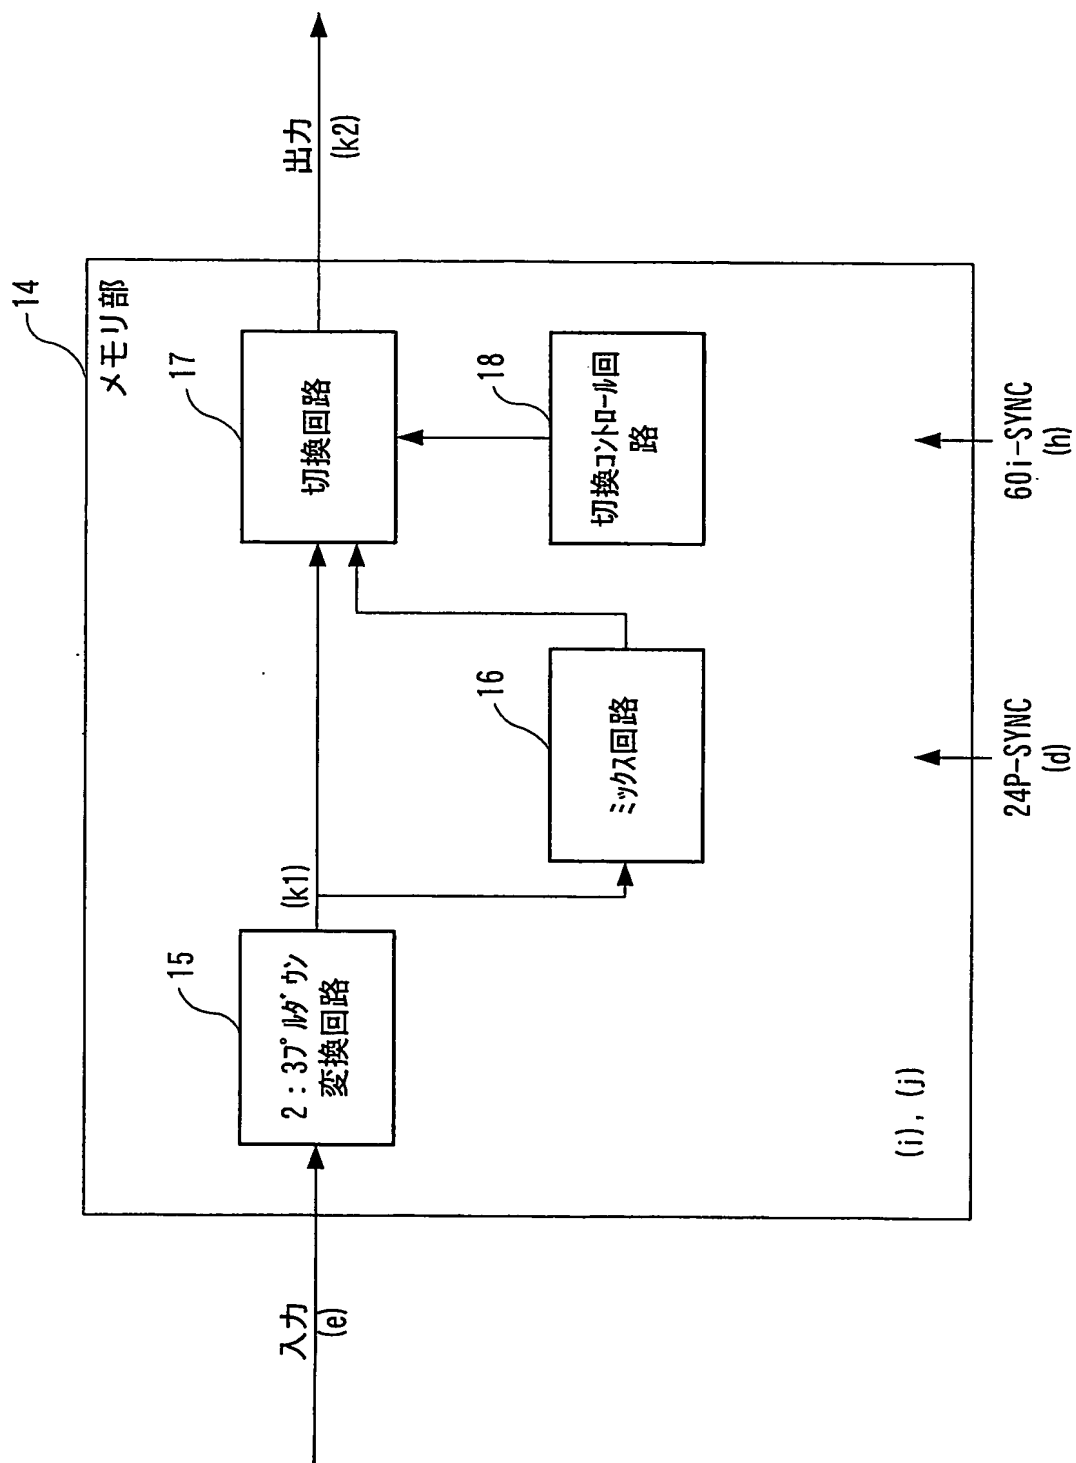 14
メモリ部
入力
(e)
15
2:3プルダウン
変換回路
(k1)
16
ミックス回路
17
切換回路
18
切換コントロール回
路
出力
(k2)
(i), (j)
24P-SYNC
(d)
60i-SYNC
(h)